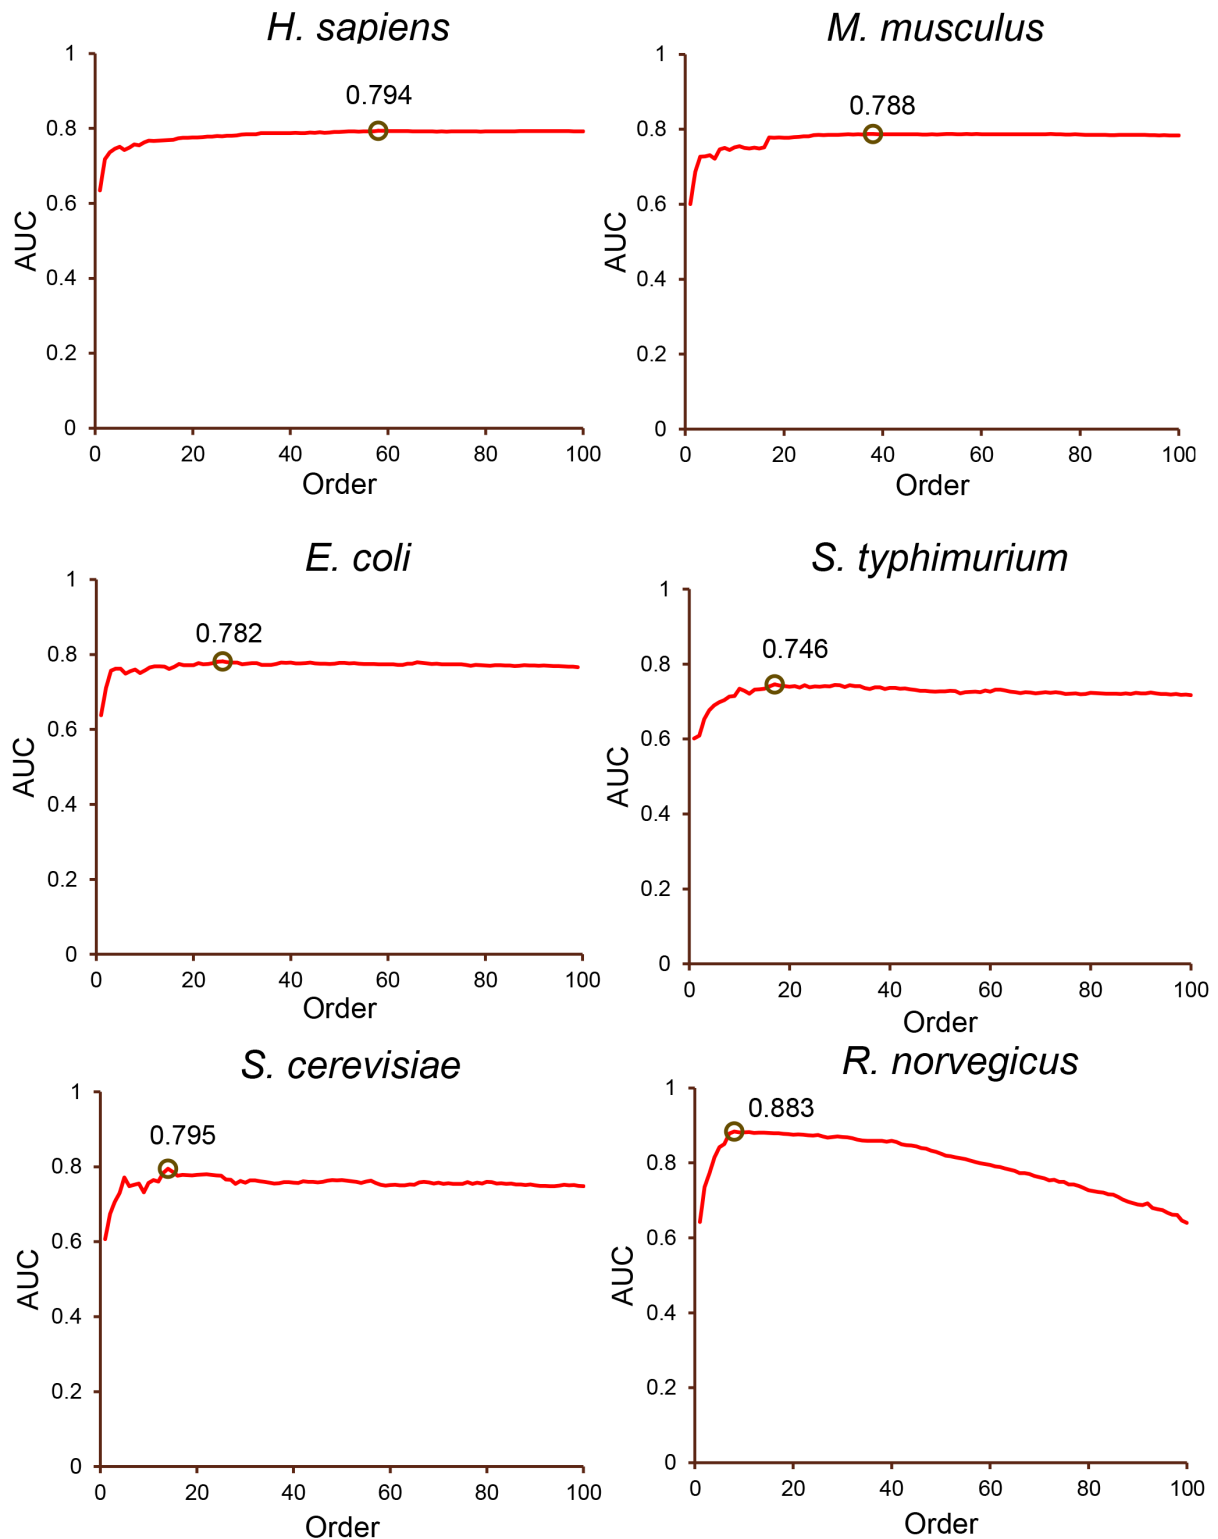 H. sapiens
1
0.8
0.6
0.4
0.2
0
AUC
0.794
0 20 40 60 80 100
Order
M. musculus
1
0.8
0.6
0.4
0.2
0
AUC
0.788
0 20 40 60 80 100
Order
E. coli
1
0.8
0.6
0.4
0.2
0
AUC
0.782
0 20 40 60 80 100
Order
S. typhimurium
1
0.8
0.6
0.4
0.2
0
AUC
0.746
0 20 40 60 80 100
Order
S. cerevisiae
1
0.8
0.6
0.4
0.2
0
AUC
0.795
0 20 40 60 80 100
Order
R. norvegicus
1
0.8
0.6
0.4
0.2
0
AUC
0.883
0 20 40 60 80 100
Order